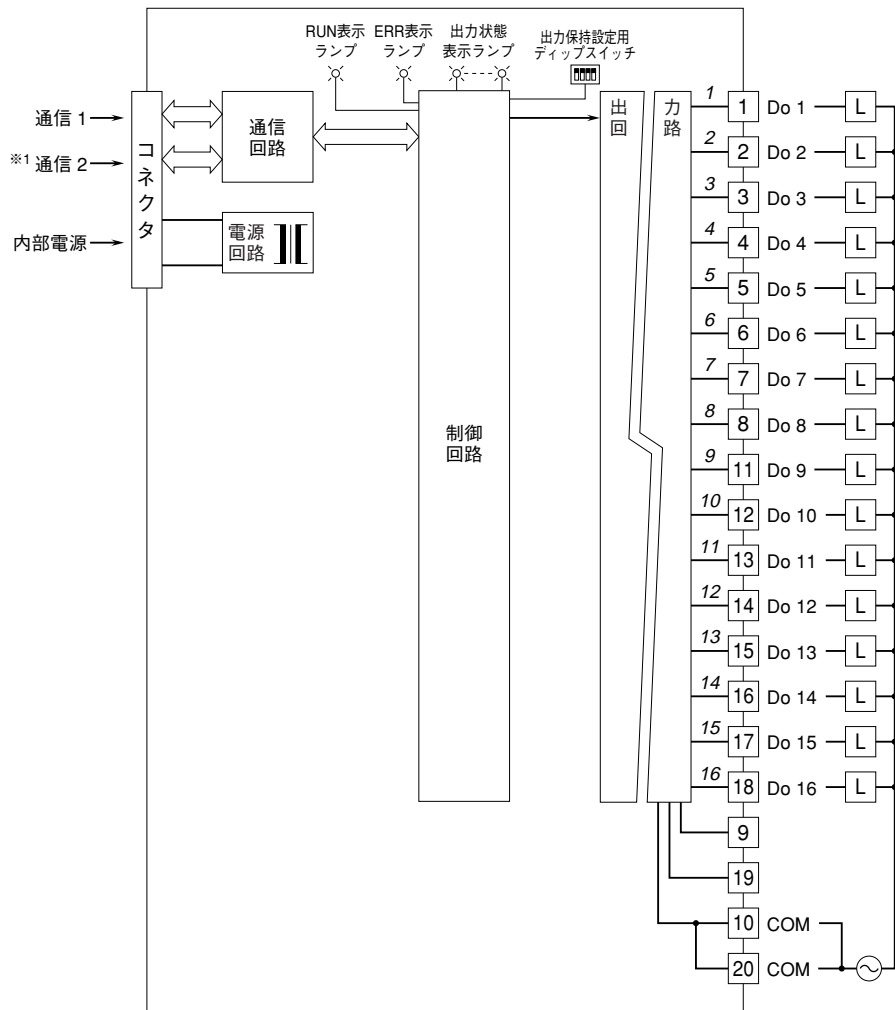 RUN表示
ランプ
ERR表示
ランプ
出力状態
表示ランプ
出力保持設定用
ディップスイッチ
通信 1
※1 通信 2
内部電源
コネクタ
通信
回路
電源
回路
制御
回路
出力
回路
1 1 Do 1 L
2 2 Do 2 L
3 3 Do 3 L
4 4 Do 4 L
5 5 Do 5 L
6 6 Do 6 L
7 7 Do 7 L
8 8 Do 8 L
9 11 Do 9 L
10 12 Do 10 L
11 13 Do 11 L
12 14 Do 12 L
13 15 Do 13 L
14 16 Do 14 L
15 17 Do 15 L
16 18 Do 16 L
9
19
10 COM
20 COM